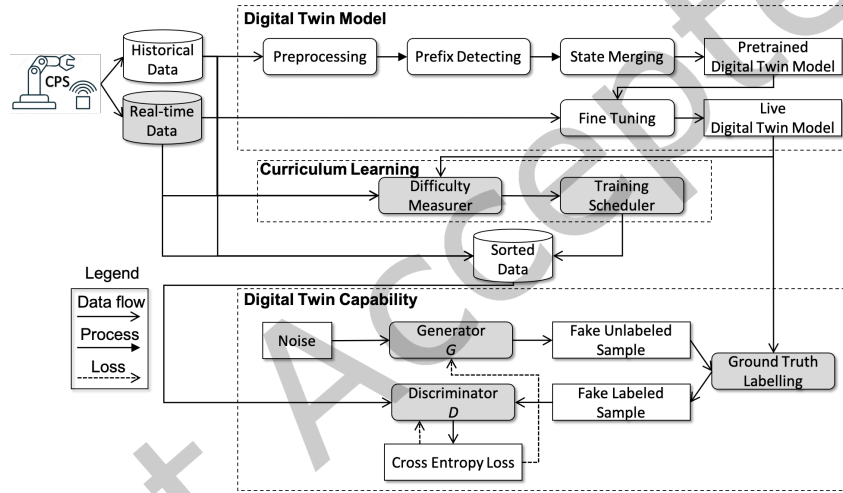 Digital Twin Model
Historical
Data
Preprocessing
Prefix Detecting
State Merging
Pretrained
Digital Twin Model
CPS
Real-time
Data
Fine Tuning
Live
Digital Twin Model
Curriculum Learning
Difficulty
Measurer
Training
Scheduler
Sorted
Data
Legend
Data flow
Process
Loss
Digital Twin Capability
Noise
Generator
G
Fake Unlabeled
Sample
Ground Truth
Labelling
Discriminator
D
Fake Labeled
Sample
Cross Entropy Loss